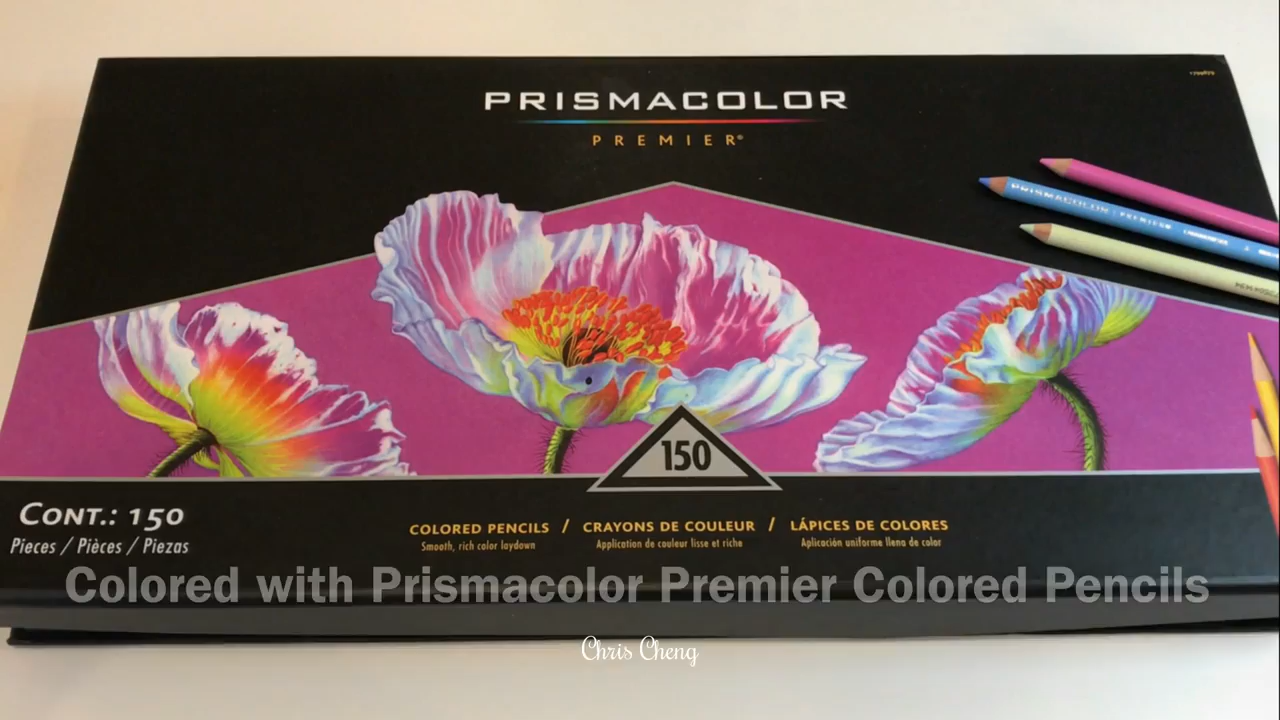 PRISMACOLOR
PREMIER®
PRISMACOLOR PREMIER
150
CONT.: 150
Pieces / Pièces / Piezas
COLORED PENCILS / CRAYONS DE COULEUR / LÁPICES DE COLORES
Smooth, rich color laydown Application de couleur lisse et riche Aplicación uniforme llena de color
Colored with Prismacolor Premier Colored Pencils
Chris Cheng